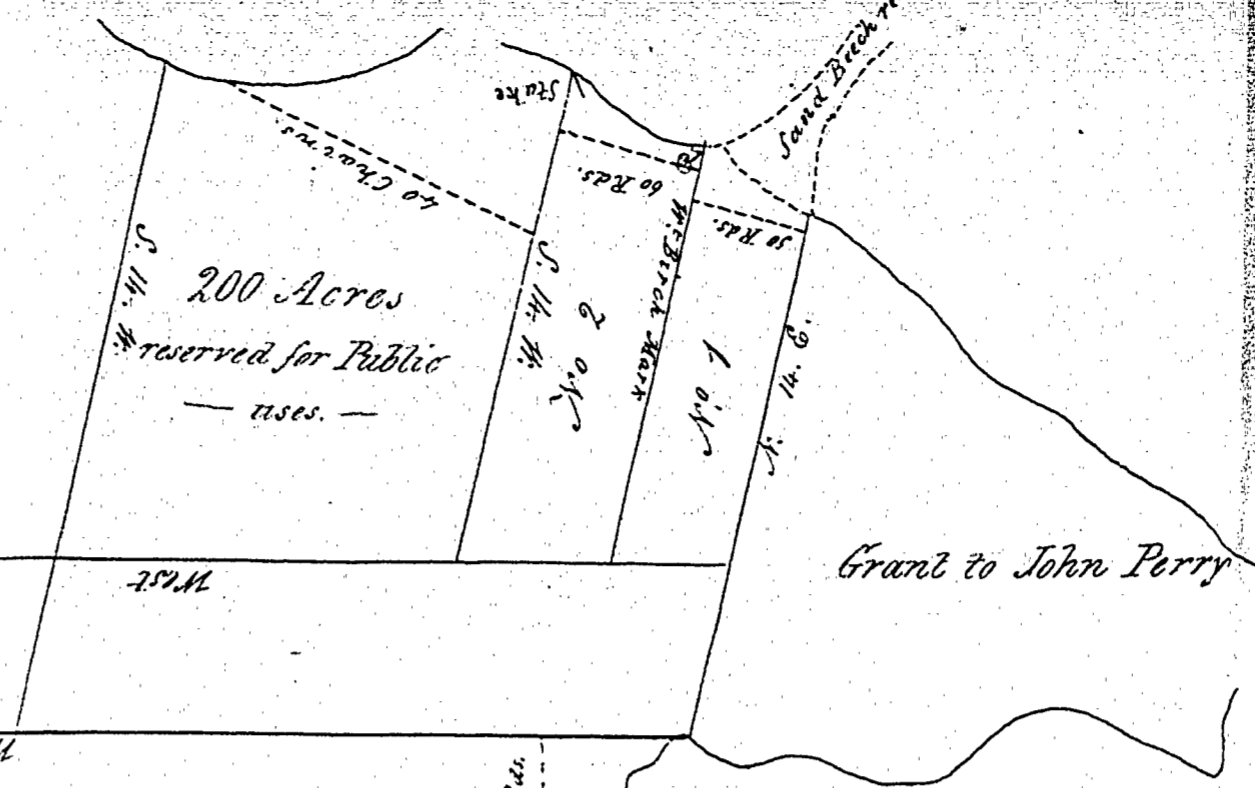 Sand Beech
Stake
40 Chains
60 Rds.
50 Rds.
S. 14. W.
200 Acres
reserved for Public
— uses. —
S. 14. W.
No 2
Birch Mark
No 1
N. 14. E.
West
Grant to John Perry
Rds.